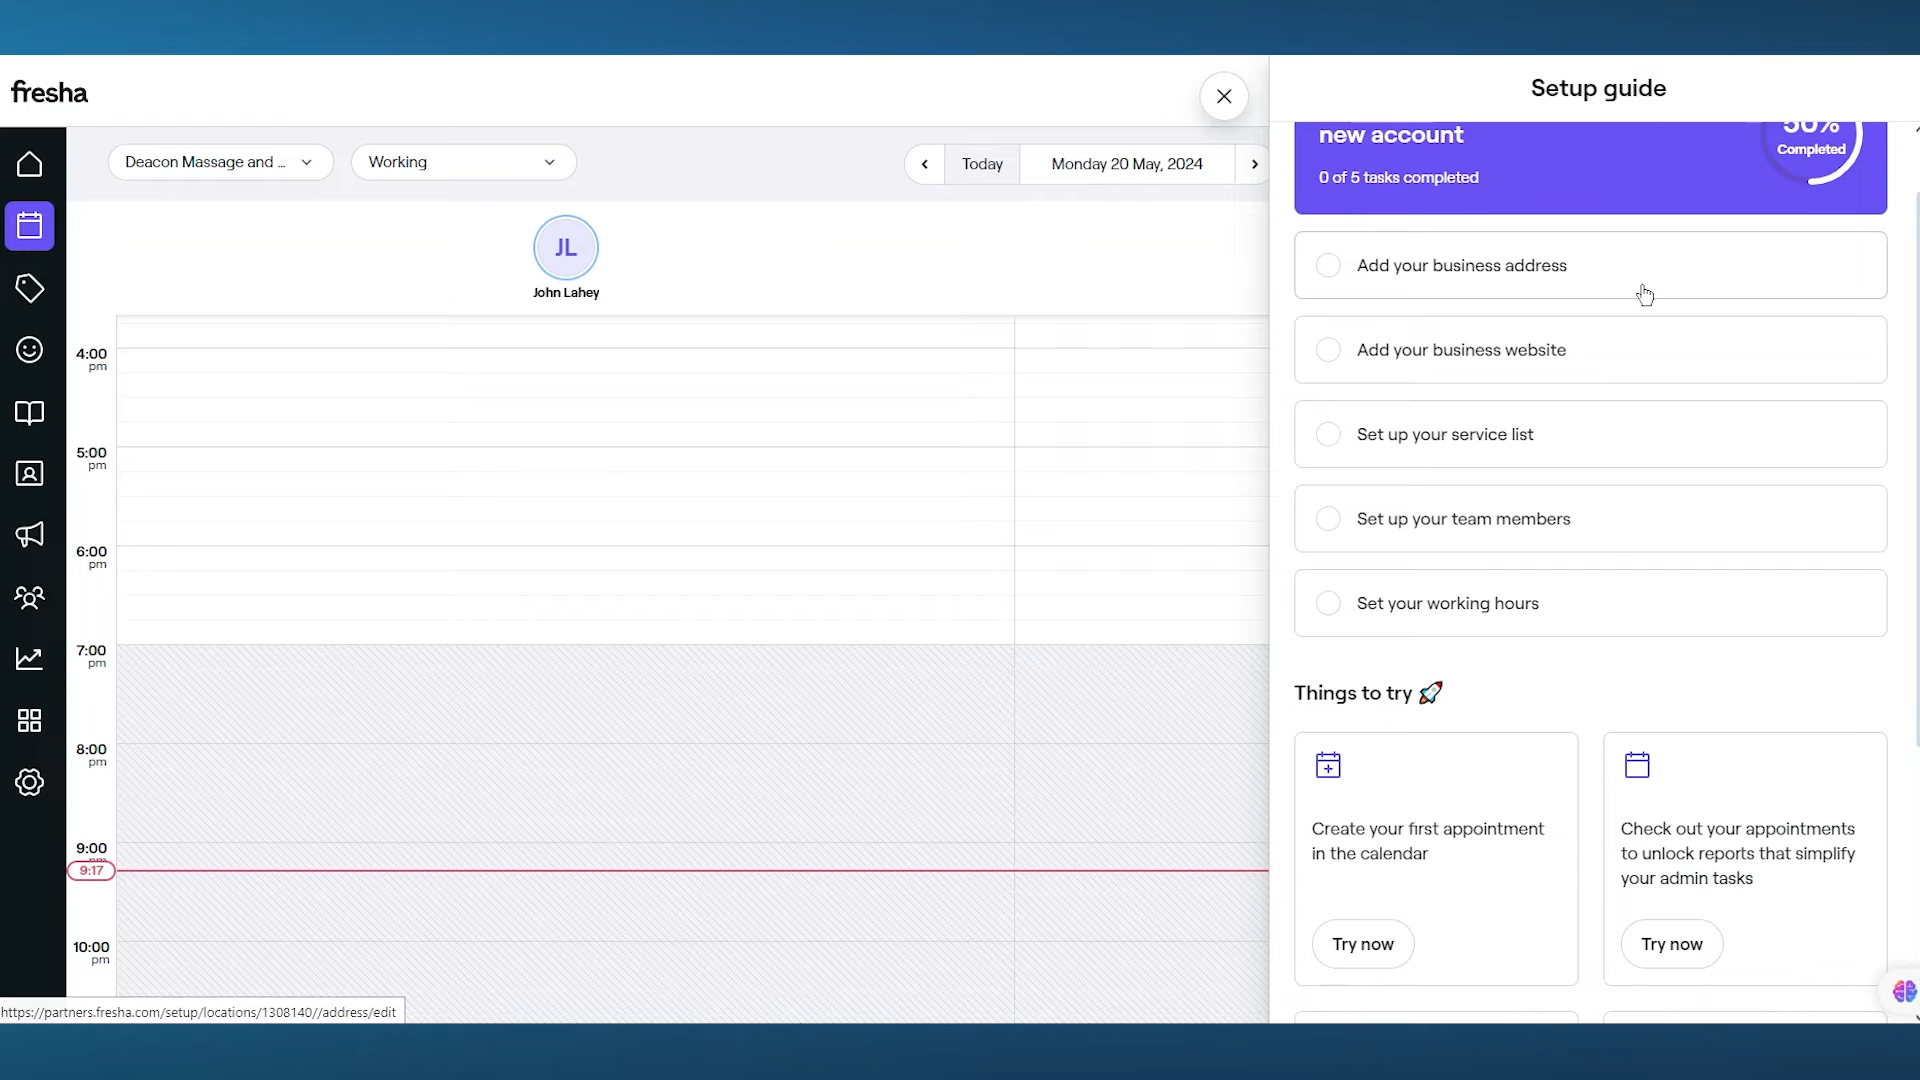 fresha
Setup guide
new account
50%
Completed
0 of 5 tasks completed
Deacon Massage and ...
Working
Today
Monday 20 May, 2024
JL
John Lahey
Add your business address
Add your business website
Set up your service list
Set up your team members
Set your working hours
Things to try 🚀
Create your first appointment
in the calendar
Try now
Check out your appointments
to unlock reports that simplify
your admin tasks
Try now
4:00
pm
5:00
pm
6:00
pm
7:00
pm
8:00
pm
9:00
pm
9:17
10:00
pm
https://partners.fresha.com/setup/locations/1308140//address/edit